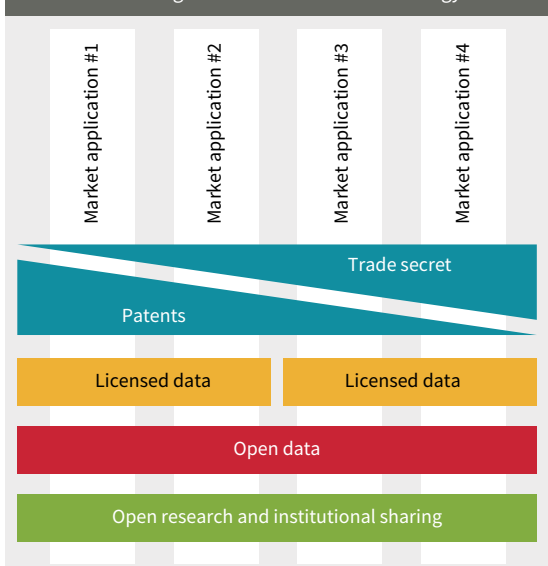 Market application #1
Market application #2
Market application #3
Market application #4
Trade secret
Patents
Licensed data
Licensed data
Open data
Open research and institutional sharing